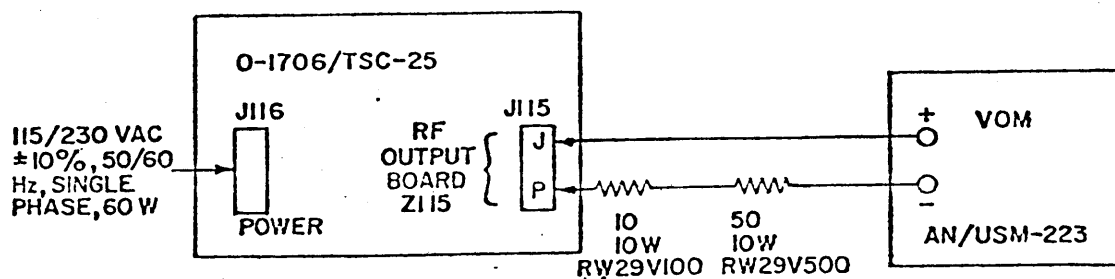 O-1706/TSC-25
J116
J115
115/230 VAC
±10%, 50/60
Hz, SINGLE
PHASE, 60 W
RF
OUTPUT
BOARD
Z115
J
P
POWER
10
10W
RW29V100
50
10W
RW29V500
+
VOM
-
AN/USM-223